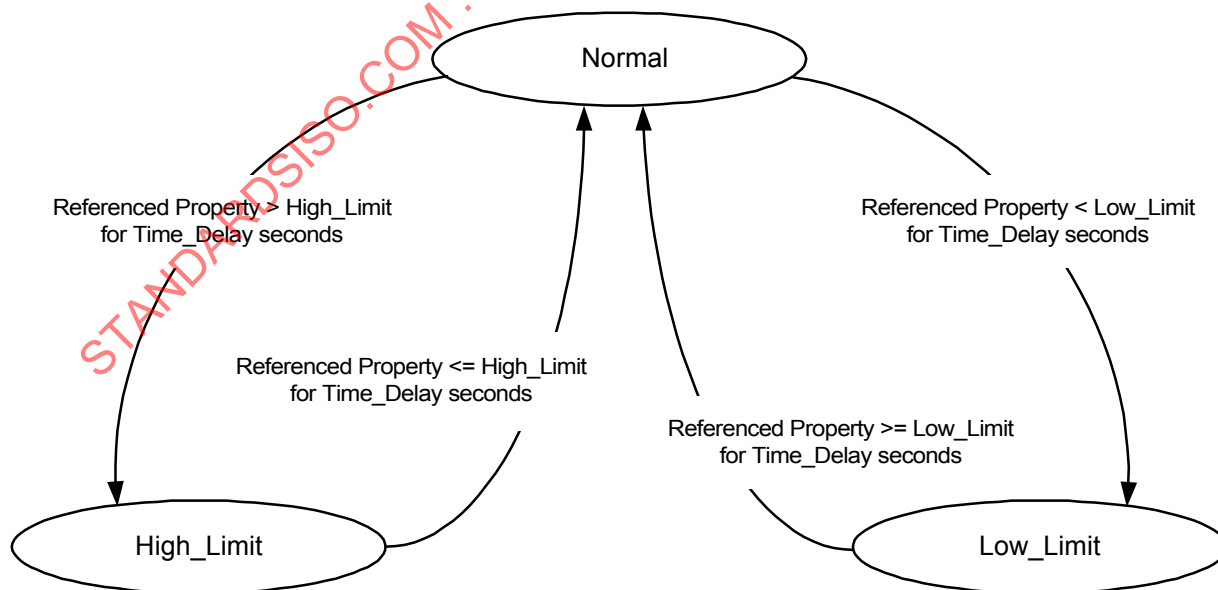 STANDARDSISO.COM .
Normal
Referenced Property > High_Limit
for Time_Delay seconds
Referenced Property < Low_Limit
for Time_Delay seconds
Referenced Property <= High_Limit
for Time_Delay seconds
Referenced Property >= Low_Limit
for Time_Delay seconds
High_Limit
Low_Limit